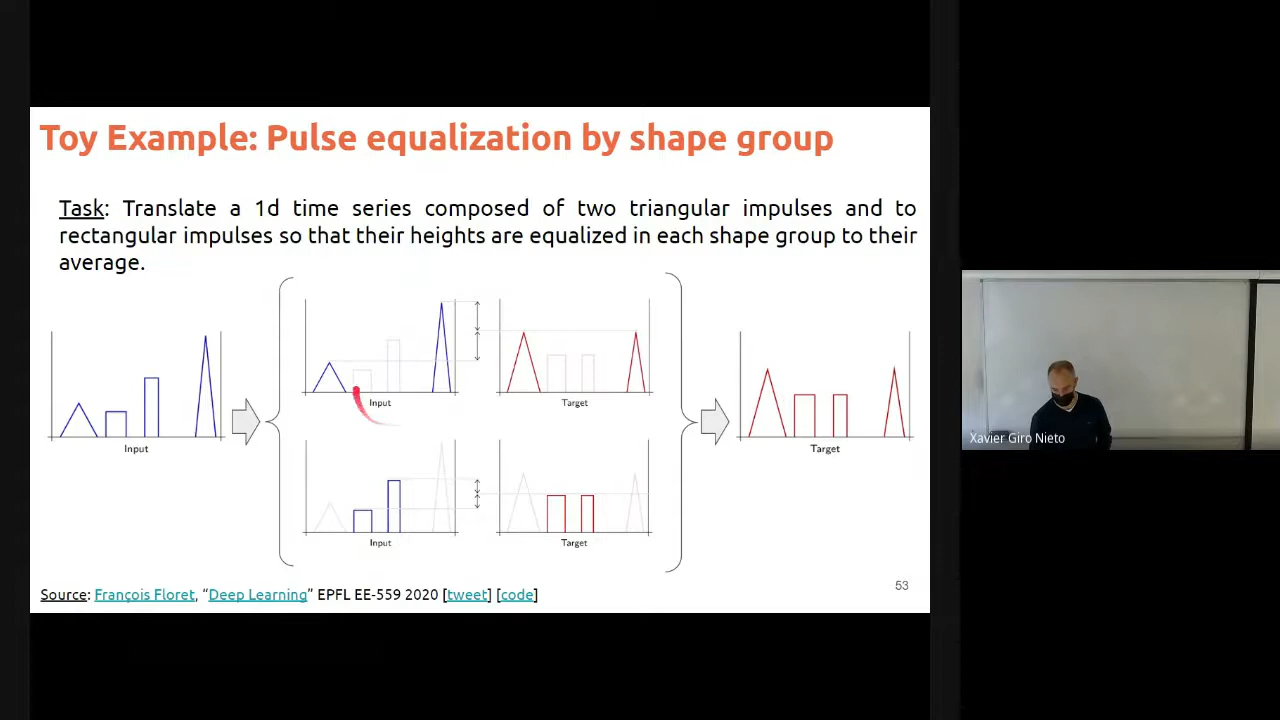 Toy Example: Pulse equalization by shape group
Task: Translate a 1d time series composed of two triangular impulses and to
rectangular impulses so that their heights are equalized in each shape group to their
average.
Input
Input
Target
Input
Target
Target
Source: François Floret, “Deep Learning” EPFL EE-559 2020 [tweet] [code]
53
Xavier Giro Nieto